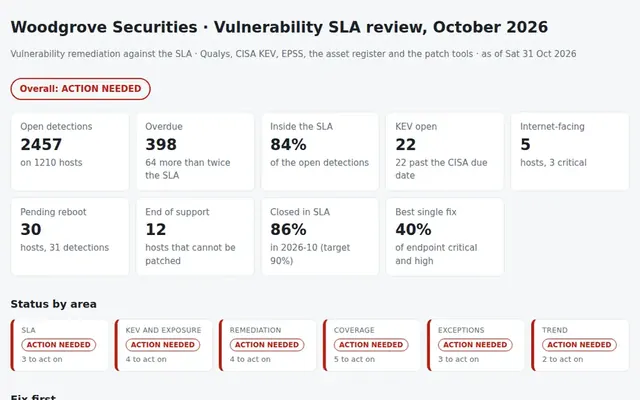 Woodgrove Securities · Vulnerability SLA review, October 2026
Vulnerability remediation against the SLA · Qualys, CISA KEV, EPSS, the asset register and the patch tools · as of Sat 31 Oct 2026
Overall: ACTION NEEDED
Open detections
2457
on 1210 hosts
Overdue
398
64 more than twice
the SLA
Inside the SLA
84%
of the open detections
KEV open
22
22 past the CISA due
date
Internet-facing
5
hosts, 3 critical
Pending reboot
30
hosts, 31 detections
End of support
12
hosts that cannot be
patched
Closed in SLA
86%
in 2026-10 (target
90%)
Best single fix
40%
of endpoint critical
and high
Status by area
SLA
ACTION NEEDED
3 to act on
KEV AND EXPOSURE
ACTION NEEDED
4 to act on
REMEDIATION
ACTION NEEDED
4 to act on
COVERAGE
ACTION NEEDED
5 to act on
EXCEPTIONS
ACTION NEEDED
3 to act on
TREND
ACTION NEEDED
2 to act on
Fix first